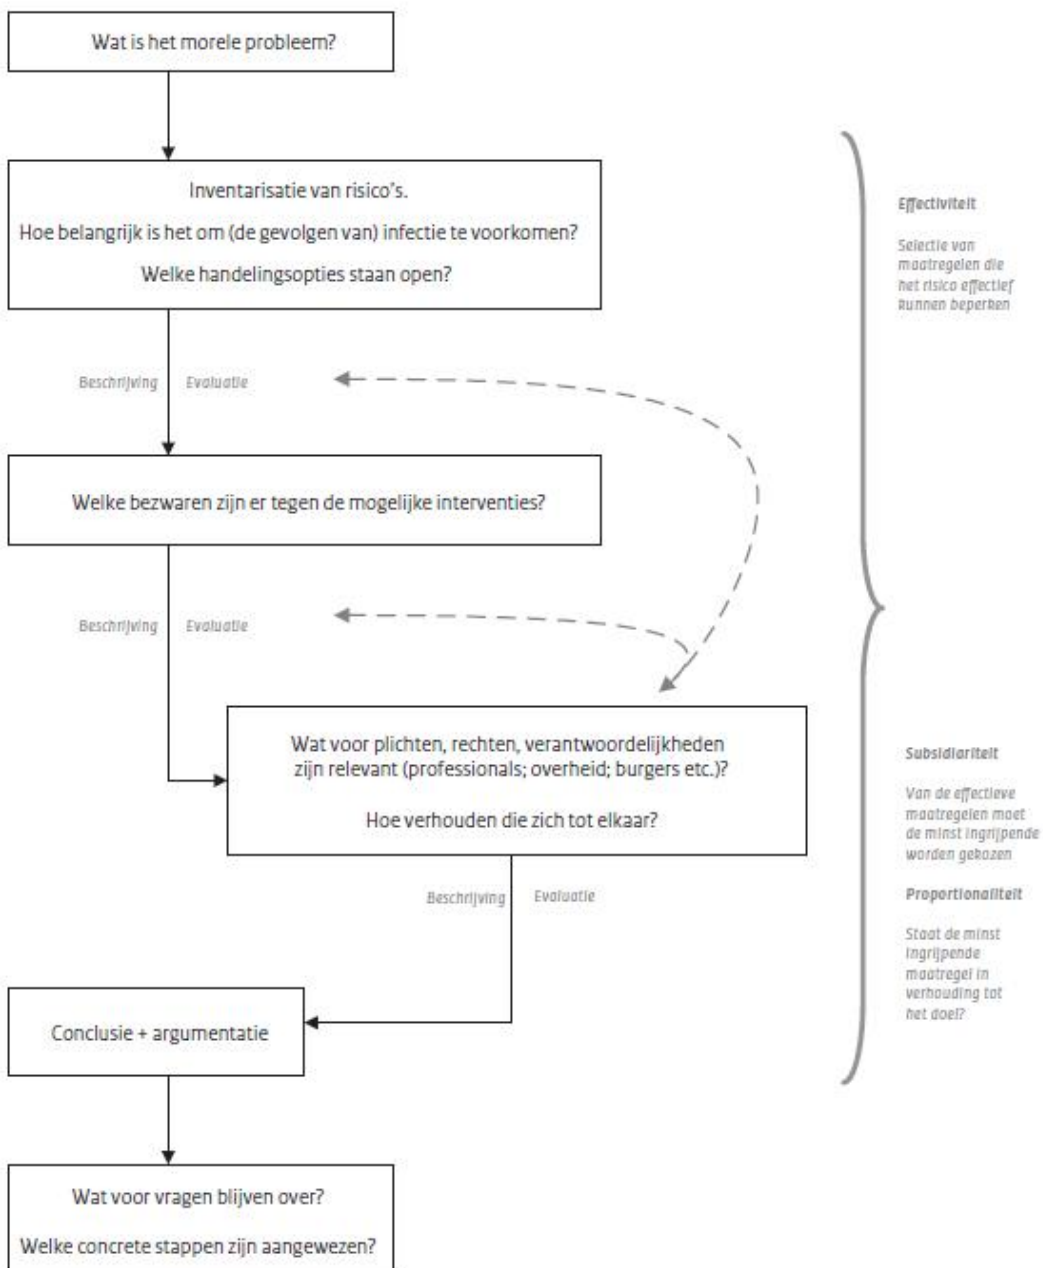 Wat is het morele probleem?
Inventarisatie van risico's.
Hoe belangrijk is het om (de gevolgen van) infectie te voorkomen?
Welke handelingsopties staan open?
Effectiviteit
Selectie van
maatregelen die
het risico effectief
kunnen beperken
Beschrijving
Evaluatie
Welke bezwaren zijn er tegen de mogelijke interventies?
Beschrijving
Evaluatie
Wat voor plichten, rechten, verantwoordelijkheden
zijn relevant (professionals; overheid; burgers etc.)?
Hoe verhouden die zich tot elkaar?
Subsidiariteit
Van de effectieve
maatregelen moet
de minst ingrijpende
worden gekozen
Proportionaliteit
Staat de minst
ingrijpende
maatregel in
verhouding tot
het doel?
Beschrijving
Evaluatie
Conclusie + argumentatie
Wat voor vragen blijven over?
Welke concrete stappen zijn aangewezen?